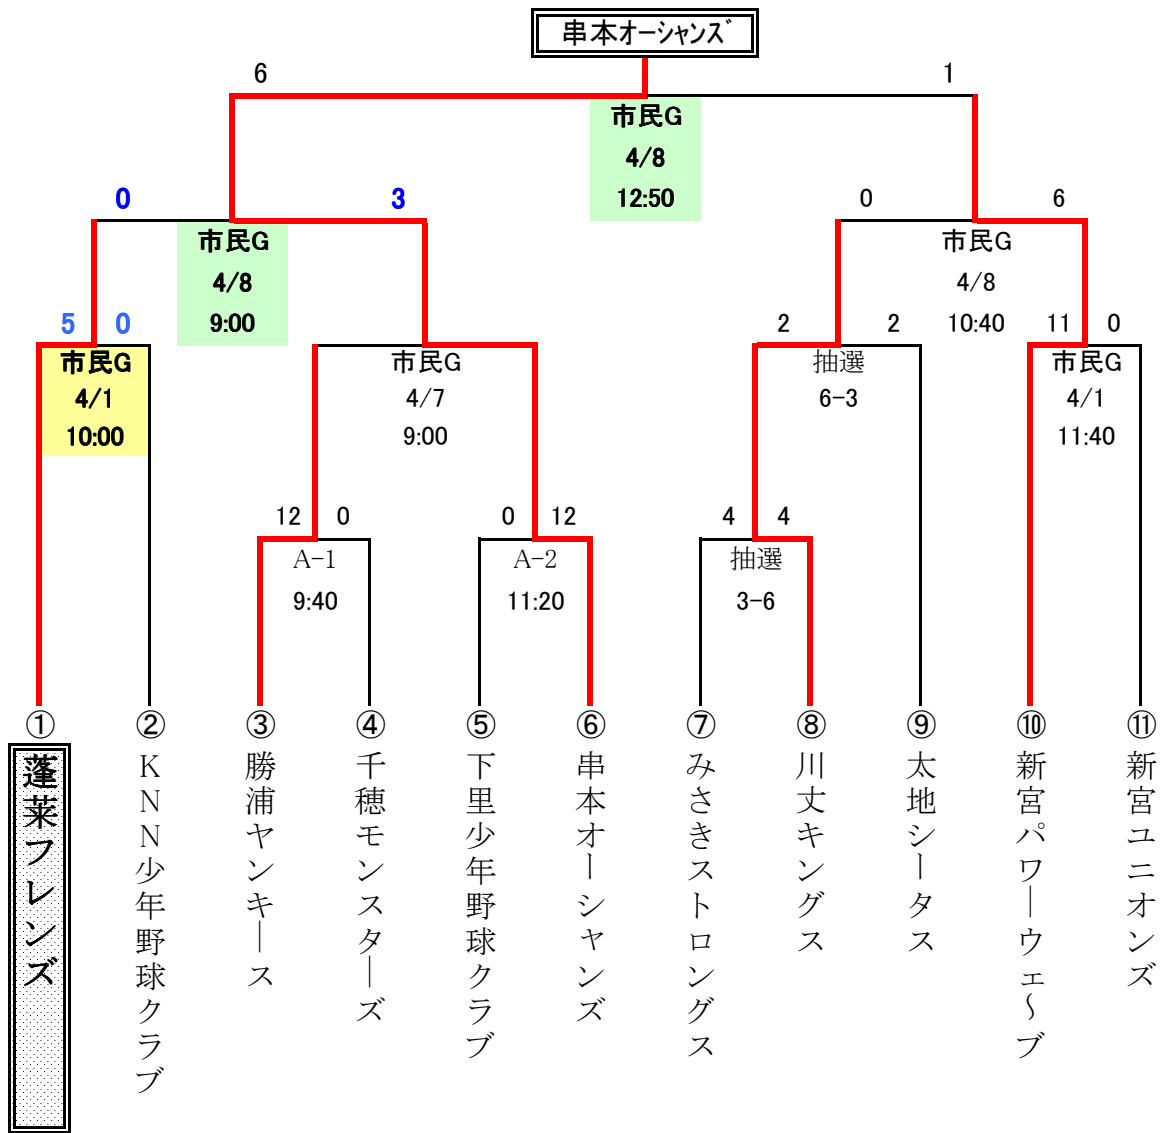 串本オーシャンズ
6
1
市民G
4/8
12:50
0
3
0
6
市民G
4/8
9:00
市民G
4/8
10:40
5
0
2
2
11
0
市民G
4/1
10:00
市民G
4/7
9:00
抽選
6-3
市民G
4/1
11:40
12
0
0
12
4
4
A-1
9:40
A-2
11:20
抽選
3-6
①
②
③
④
⑤
⑥
⑦
⑧
⑨
⑩
⑪
蓬莱フレンズ
KNN少年野球クラブ
勝浦ヤンキース
千穂モンスターズ
下里少年野球クラブ
串本オーシャンズ
みさきストロングス
川丈キングス
太地シータス
新宮パワーウェ~ブ
新宮ユニオンズ